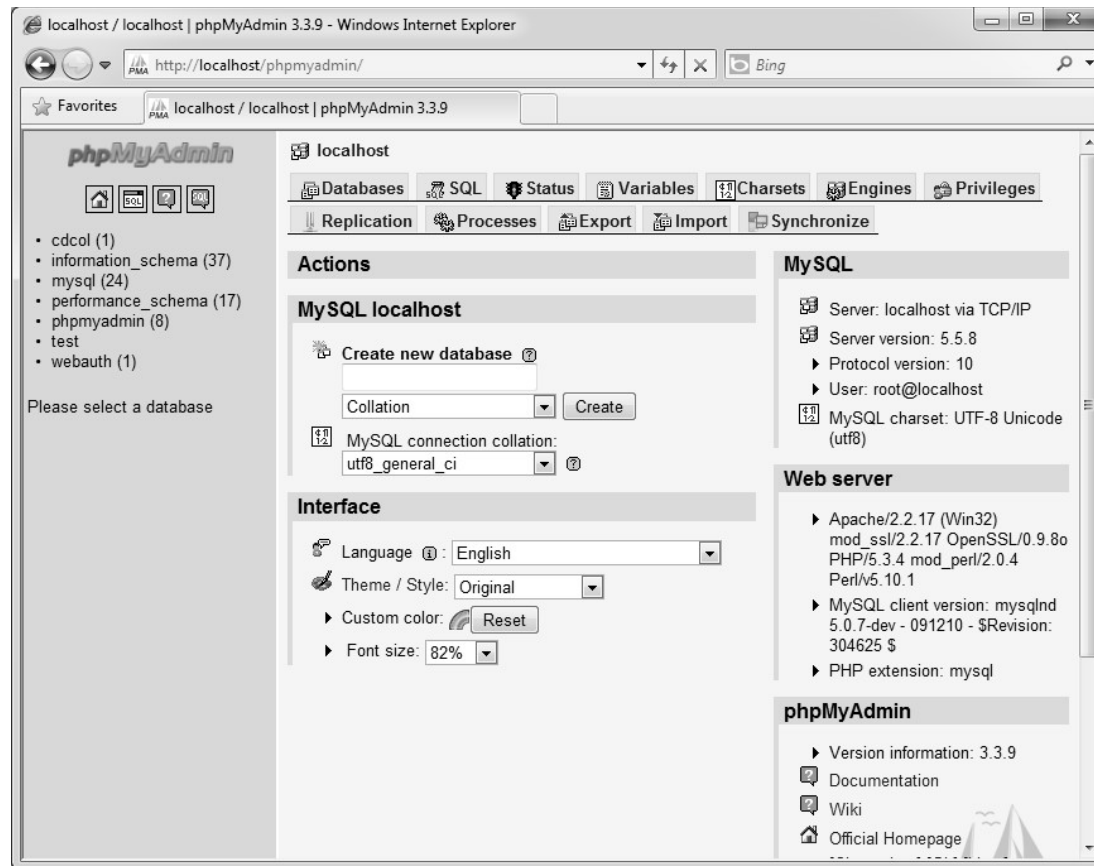 localhost / localhost | phpMyAdmin 3.3.9 - Windows Internet Explorer
http://localhost/phpmyadmin/
Bing
Favorites
localhost / localhost | phpMyAdmin 3.3.9
phpMyAdmin
cdcol (1)
information_schema (37)
mysql (24)
performance_schema (17)
phpmyadmin (8)
test
webauth (1)
Please select a database
localhost
Databases SQL Status Variables Charsets Engines Privileges
Replication Processes Export Import Synchronize
Actions
MySQL localhost
Create new database
Collation Create
MySQL connection collation:
utf8_general_ci
Interface
Language : English
Theme / Style: Original
Custom color: Reset
Font size: 82%
MySQL
Server: localhost via TCP/IP
Server version: 5.5.8
Protocol version: 10
User: root@localhost
MySQL charset: UTF-8 Unicode
(utf8)
Web server
Apache/2.2.17 (Win32)
mod_ssl/2.2.17 OpenSSL/0.9.8o
PHP/5.3.4 mod_perl/2.0.4
Perl/v5.10.1
MySQL client version: mysqlnd
5.0.7-dev - 091210 - $Revision:
304625 $
PHP extension: mysql
phpMyAdmin
Version information: 3.3.9
Documentation
Wiki
Official Homepage